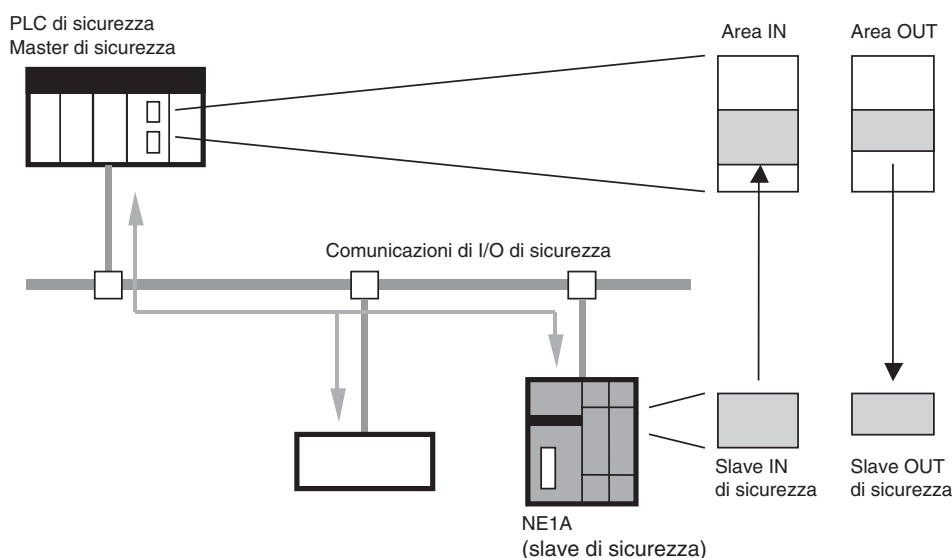 PLC di sicurezza
Master di sicurezza
Area IN
Area OUT
Comunicazioni di I/O di sicurezza
Slave IN
di sicurezza
Slave OUT
di sicurezza
NE1A
(slave di sicurezza)